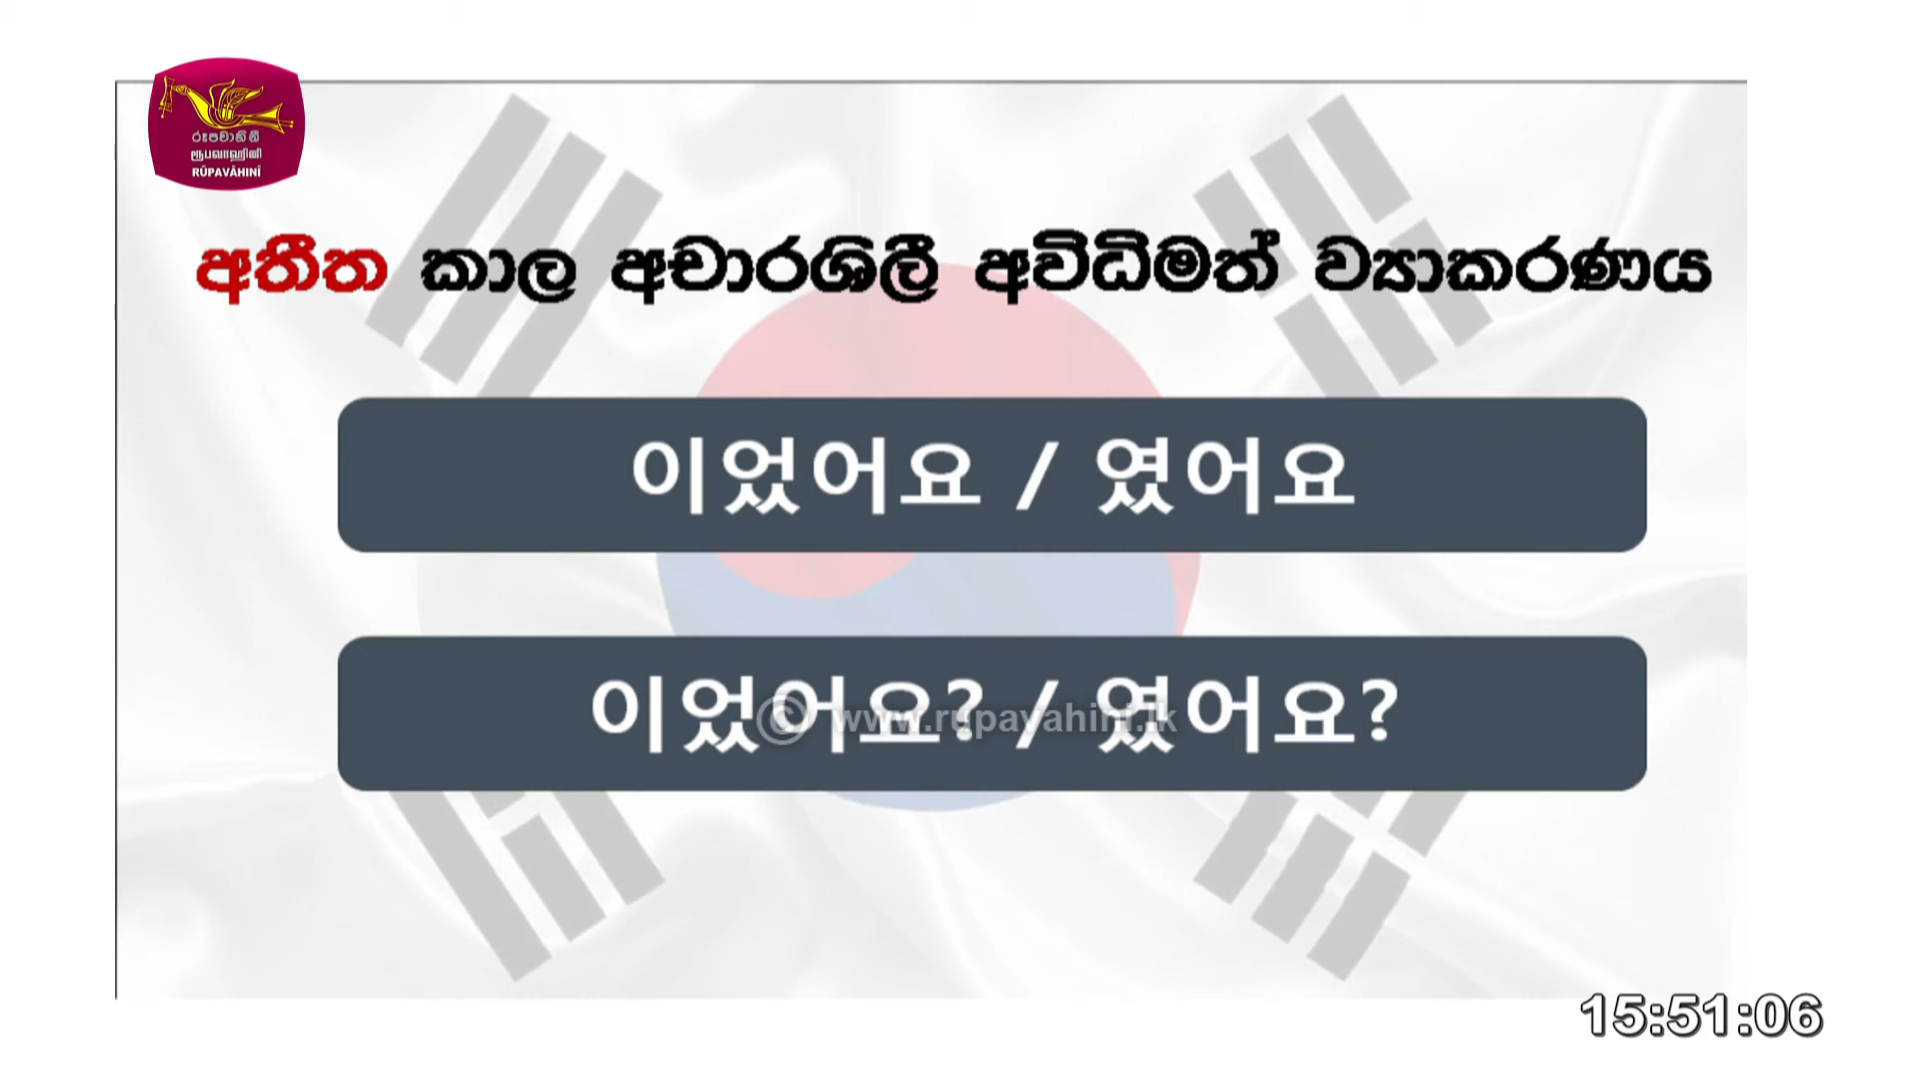 රූපවාහිනී
ரூபவாஹினி
RŪPAVĀHINĪ
අතීත කාල අචාරශීලී අවිධිමත් ව්‍යාකරණය
이었어요 / 였어요
이었어요? / 였어요?
© www.rupavahini.lk
15:51:06